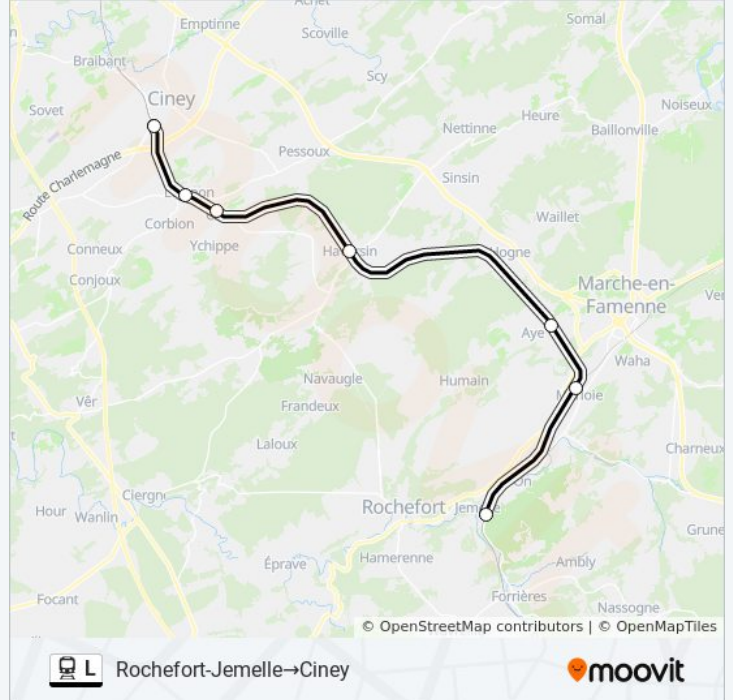 Achet
Emptinne
Somal
Scoville
Braibant
Scy
Ciney
Noiseux
Sovet
Heure
Nettinne
Baillonville
Pessoux
Route Charlemagne
Sinsin
Corbion
Waillet
Ychippe
Conneux
Hogne
Conjoux
Marche-en-
Famenne
Aye
Waha
Navaugle
Humain
Vêr
Frandeux
Laloux
Charneux
Ciergn
Hour
Wanlin
Rochefort
On
Grune
Hamerenne
Éprave
Ambly
Focant
Forrières
Nassogne
© OpenStreetMap contributors | © OpenMapTiles
L Rochefort-Jemelle→Ciney
moovit